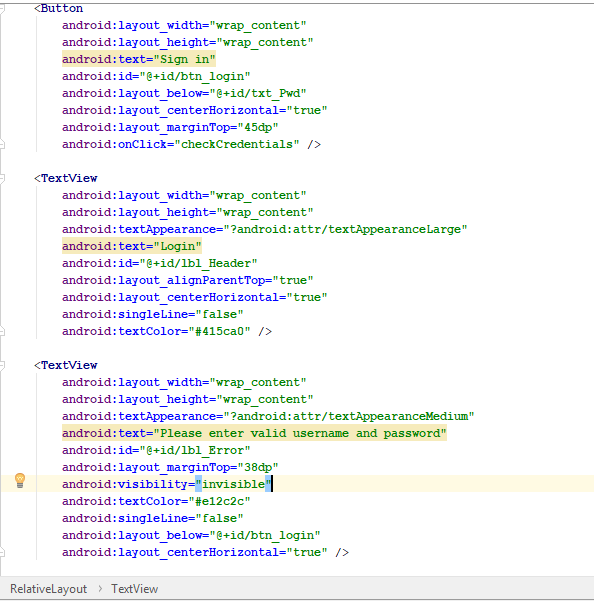 <Button
android:layout_width="wrap_content"
android:layout_height="wrap_content"
android:text="Sign in"
android:id="@+id/btn_login"
android:layout_below="@+id/txt_Pwd"
android:layout_centerHorizontal="true"
android:layout_marginTop="45dp"
android:onClick="checkCredentials" />
<TextView
android:layout_width="wrap_content"
android:layout_height="wrap_content"
android:textAppearance="?android:attr/textAppearanceLarge"
android:text="Login"
android:id="@+id/lbl_Header"
android:layout_alignParentTop="true"
android:layout_centerHorizontal="true"
android:singleLine="false"
android:textColor="#415ca0" />
<TextView
android:layout_width="wrap_content"
android:layout_height="wrap_content"
android:textAppearance="?android:attr/textAppearanceMedium"
android:text="Please enter valid username and password"
android:id="@+id/lbl_Error"
android:layout_marginTop="38dp"
android:visibility="invisible"
android:textColor="#e12c2c"
android:singleLine="false"
android:layout_below="@+id/btn_login"
android:layout_centerHorizontal="true" />
RelativeLayout > TextView